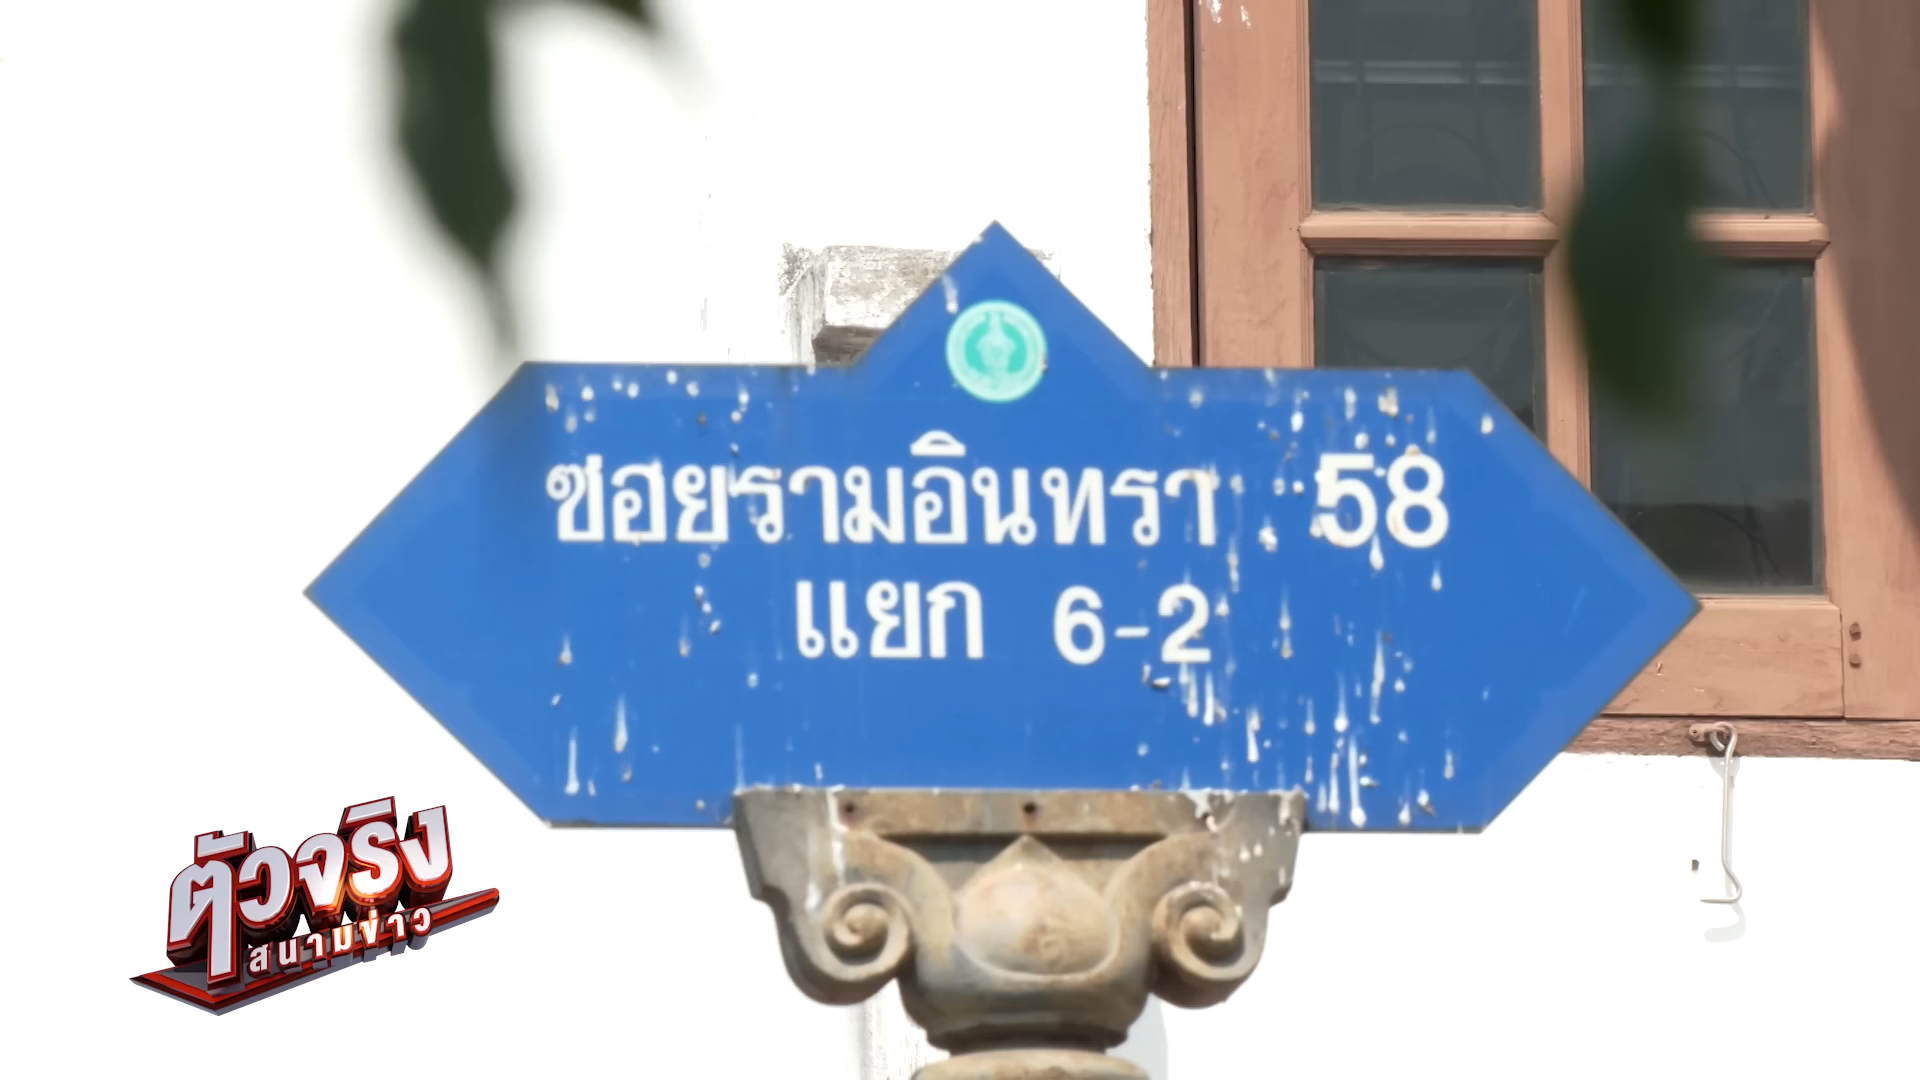 ซอยรามอินทรา 58
แยก 6-2
ตัวจริง
สนามข่าว